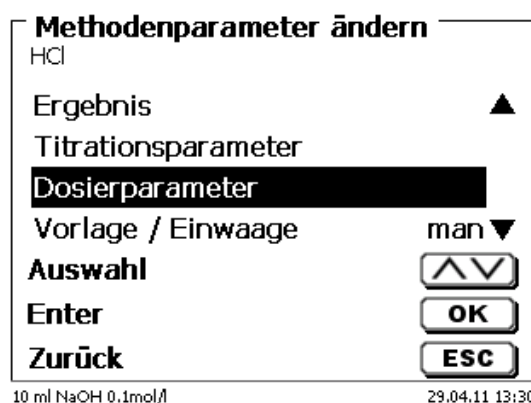 Methodenparameter ändern
HCl
Ergebnis
Titrationsparameter
Dosierparameter
Vorlage / Einwaage man
Auswahl
Enter OK
Zurück ESC
10 ml NaOH 0.1mol/l 29.04.11 13:30